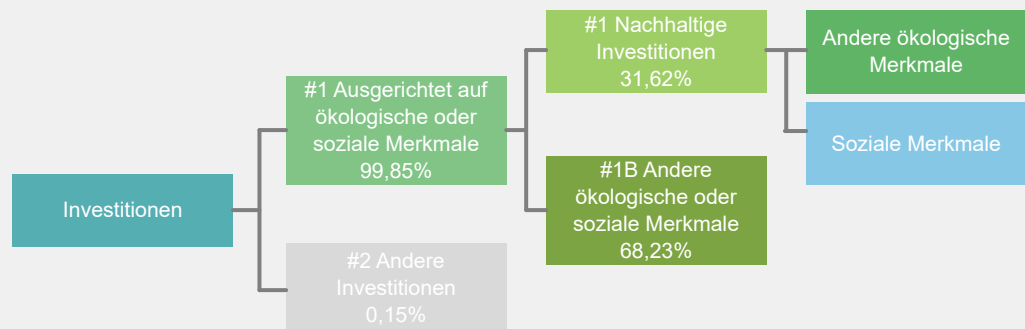 Investitionen
#1 Ausgerichtet auf
ökologische oder
soziale Merkmale
99,85%
#2 Andere
Investitionen
0,15%
#1 Nachhaltige
Investitionen
31,62%
#1B Andere
ökologische oder
soziale Merkmale
68,23%
Andere ökologische
Merkmale
Soziale Merkmale